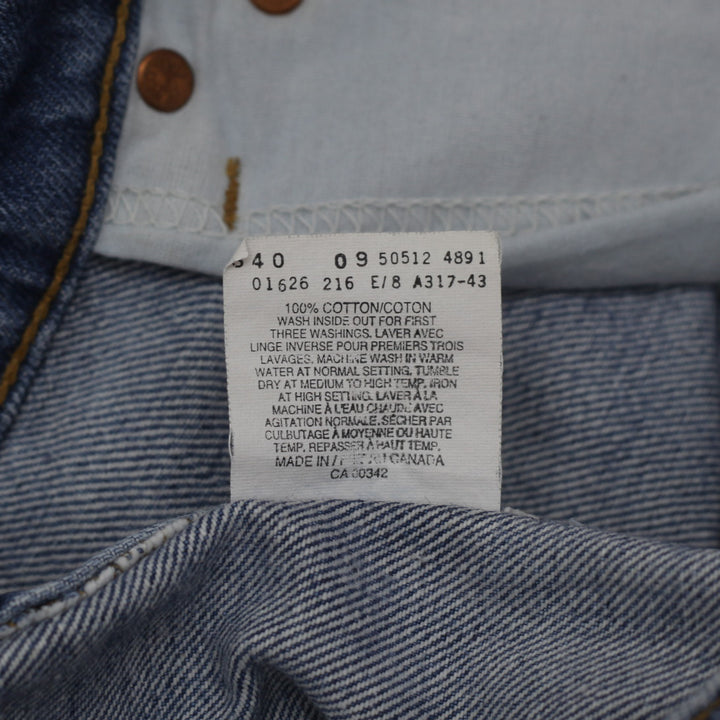 540 09 50512 4891
01626 216 E/8 A317-43
100% COTTON/COTON
WASH INSIDE OUT FOR FIRST
THREE WASHINGS. LAVER AVEC
LINGE INVERSE POUR PREMIERS TROIS
LAVAGES. MACHINE WASH IN WARM
WATER AT NORMAL SETTING. TUMBLE
DRY AT MEDIUM TO HIGH TEMP. IRON
AT HIGH SETTING. LAVER À LA
MACHINE À L'EAU CHAUDE AVEC
AGITATION NORMALE. SÉCHER PAR
CULBUTAGE À MOYENNE OU HAUTE
TEMP. REPASSER À HAUT TEMP.
MADE IN / CANADA
CA 00342